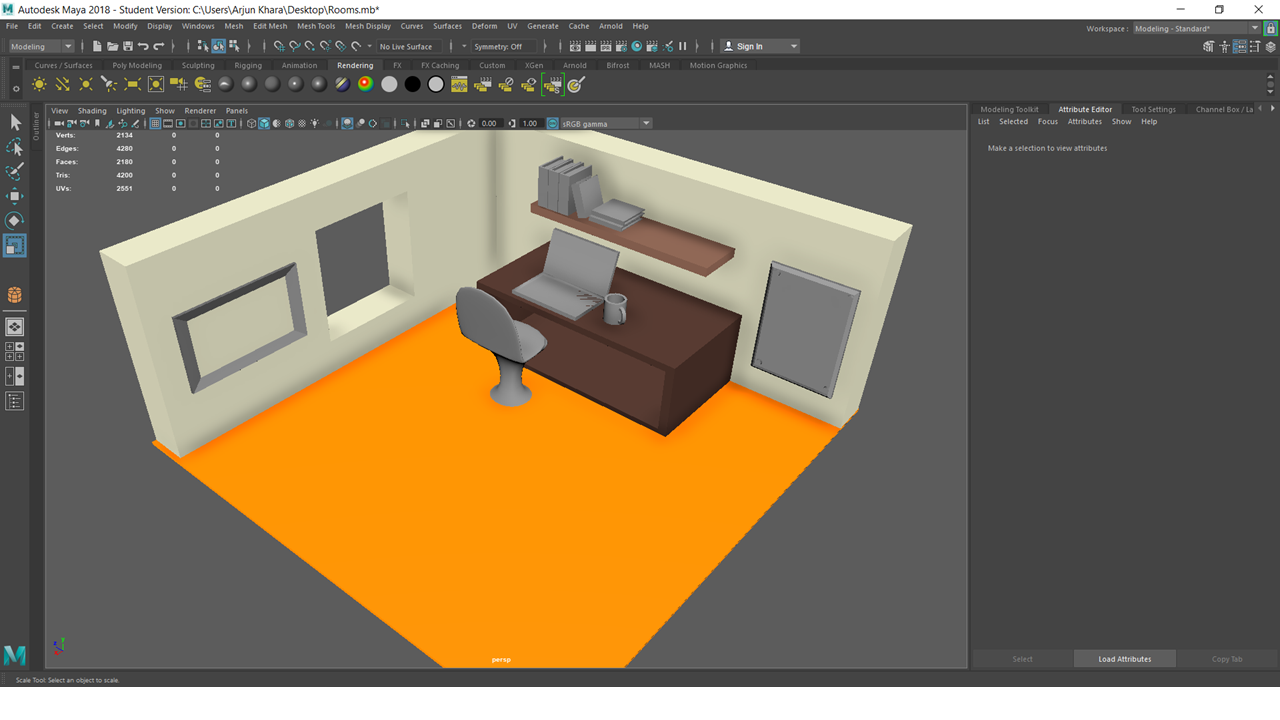 Autodesk Maya 2018 - Student Version: C:\Users\Arjun Khara\Desktop\Rooms.mb*
File Edit Create Select Modify Display Windows Mesh Edit Mesh Mesh Tools Mesh Display Curves Surfaces Deform UV Generate Cache Arnold Help
Workspace: Modeling - Standard*
Modeling No Live Surface Symmetry: Off Sign In
Curves / Surfaces Poly Modeling Sculpting Rigging Animation Rendering FX FX Caching Custom XGen Arnold Bifrost MASH Motion Graphics
Outliner
View Shading Lighting Show Renderer Panels
0.00 1.00 sRGB gamma
Verts: 2134 0 0
Edges: 4280 0 0
Faces: 2180 0 0
Tris: 4200 0 0
UVs: 2551 0 0
persp
Modeling Toolkit Attribute Editor Tool Settings Channel Box / La
List Selected Focus Attributes Show Help
Make a selection to view attributes
Select Load Attributes Copy Tab
Scale Tool: Select an object to scale.